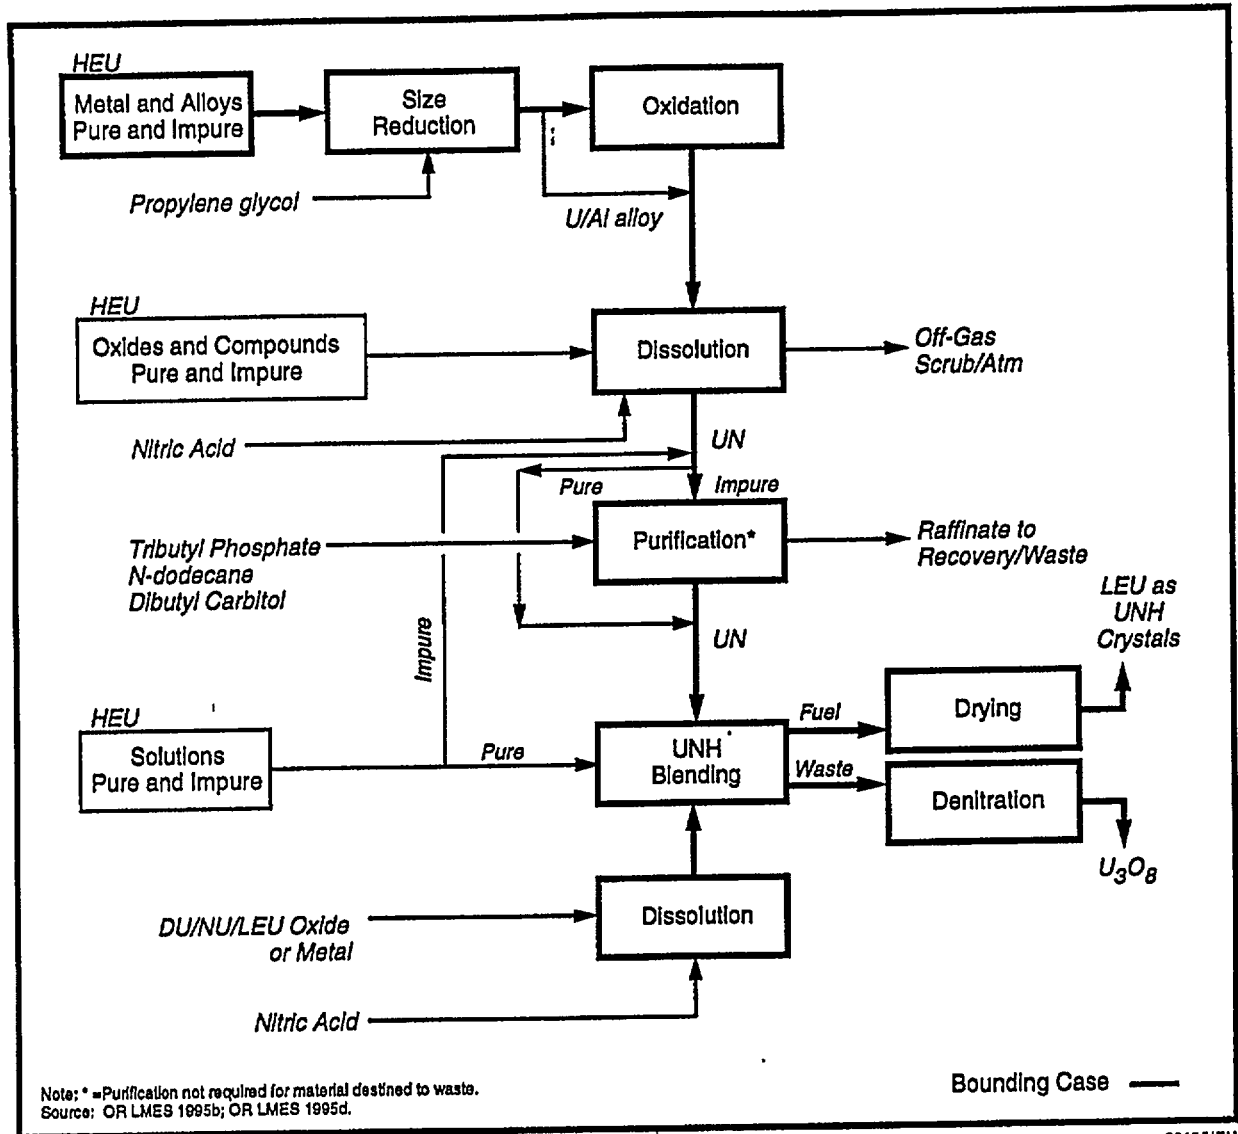 HEU
Metal and Alloys
Pure and Impure
Size
Reduction
Oxidation
Propylene glycol
U/Al alloy
HEU
Oxides and Compounds
Pure and Impure
Dissolution
Off-Gas
Scrub/Atm
Nitric Acid
UN
Pure
Impure
Tributyl Phosphate
N-dodecane
Dibutyl Carbitol
Purification*
Raffinate to
Recovery/Waste
LEU as
UNH
Crystals
UN
Impure
HEU
Solutions
Pure and Impure
Pure
UNH
Blending
Fuel
Drying
Waste
Denitration
U3O8
DU/NU/LEU Oxide
or Metal
Dissolution
Nitric Acid
Note: * =Purification not required for material destined to waste.
Source: OR LMES 1995b; OR LMES 1995d.
Bounding Case